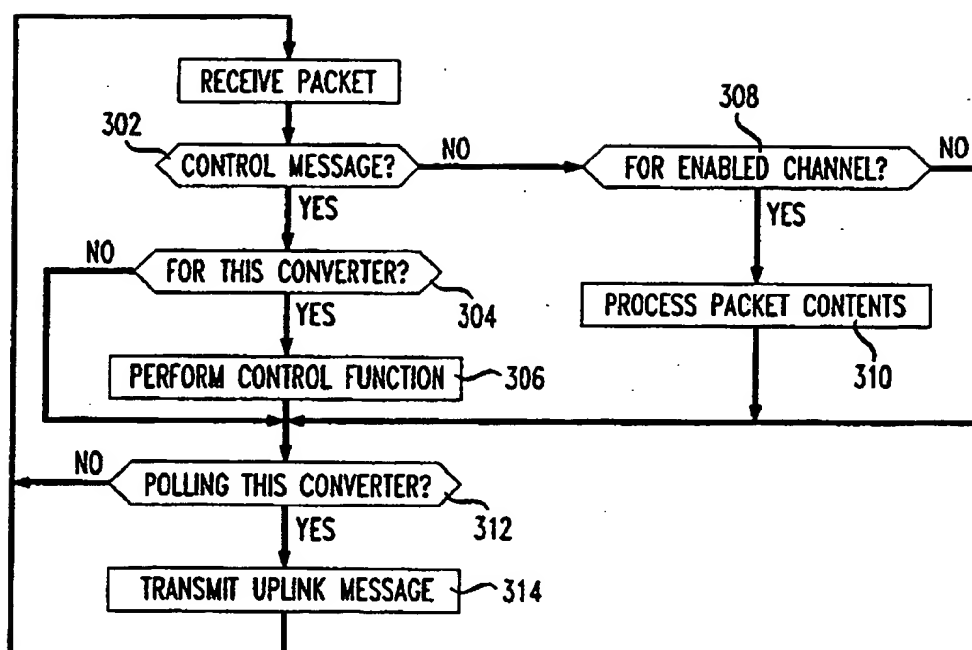 RECEIVE PACKET
302
CONTROL MESSAGE?
NO
308
FOR ENABLED CHANNEL?
NO
YES
YES
NO
FOR THIS CONVERTER?
304
YES
PROCESS PACKET CONTENTS
310
PERFORM CONTROL FUNCTION
306
NO
POLLING THIS CONVERTER?
312
YES
TRANSMIT UPLINK MESSAGE
314